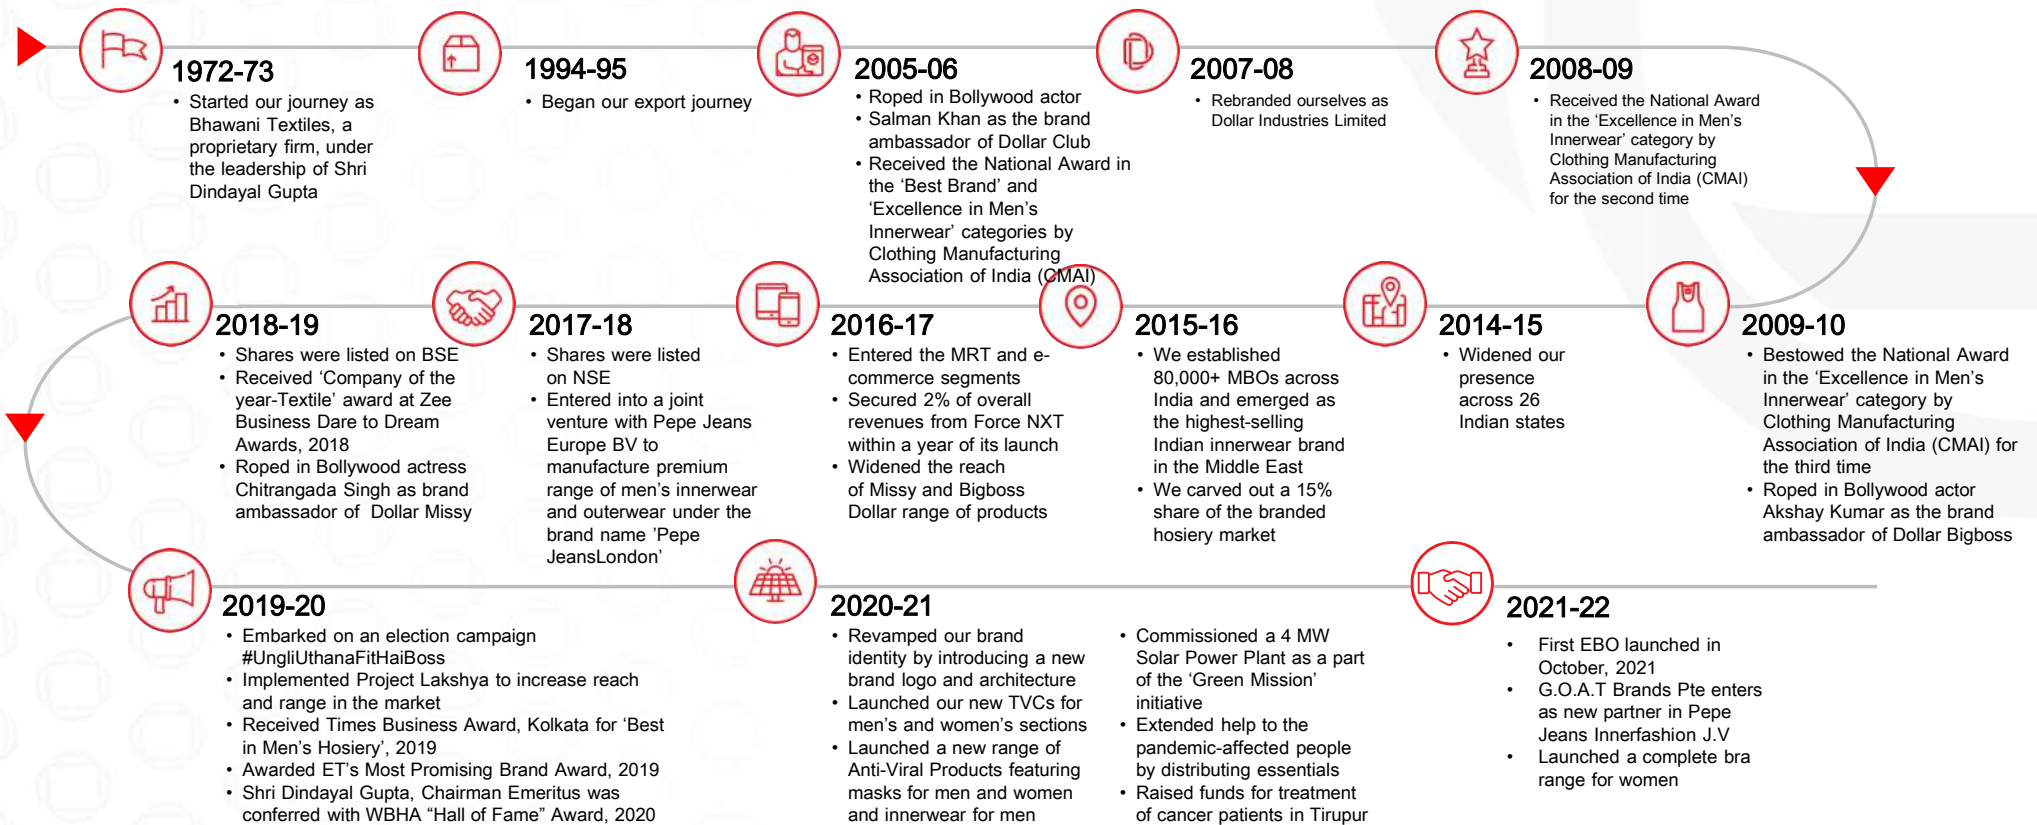 1972-73
• Started our journey as
Bhawani Textiles, a
proprietary firm, under
the leadership of Shri
Dindayal Gupta
1994-95
• Began our export journey
2005-06
• Roped in Bollywood actor
• Salman Khan as the brand
ambassador of Dollar Club
• Received the National Award in
the ‘Best Brand’ and
‘Excellence in Men’s
Innerwear’ categories by
Clothing Manufacturing
Association of India (CMAI)
2007-08
• Rebranded ourselves as
Dollar Industries Limited
2008-09
• Received the National Award
in the ‘Excellence in Men’s
Innerwear’ category by
Clothing Manufacturing
Association of India (CMAI)
for the second time
2018-19
• Shares were listed on BSE
• Received ‘Company of the
year-Textile’ award at Zee
Business Dare to Dream
Awards, 2018
• Roped in Bollywood actress
Chitrangada Singh as brand
ambassador of Dollar Missy
2017-18
• Shares were listed
on NSE
• Entered into a joint
venture with Pepe Jeans
Europe BV to
manufacture premium
range of men’s innerwear
and outerwear under the
brand name ’Pepe
JeansLondon’
2016-17
• Entered the MRT and e-
commerce segments
• Secured 2% of overall
revenues from Force NXT
within a year of its launch
• Widened the reach
of Missy and Bigboss
Dollar range of products
2015-16
• We established
80,000+ MBOs across
India and emerged as
the highest-selling
Indian innerwear brand
in the Middle East
• We carved out a 15%
share of the branded
hosiery market
2014-15
• Widened our
presence
across 26
Indian states
2009-10
• Bestowed the National Award
in the ‘Excellence in Men’s
Innerwear’ category by
Clothing Manufacturing
Association of India (CMAI) for
the third time
• Roped in Bollywood actor
Akshay Kumar as the brand
ambassador of Dollar Bigboss
2019-20
• Embarked on an election campaign
#UngliUthanaFitHaiBoss
• Implemented Project Lakshya to increase reach
and range in the market
• Received Times Business Award, Kolkata for ‘Best
in Men’s Hosiery’, 2019
• Awarded ET’s Most Promising Brand Award, 2019
• Shri Dindayal Gupta, Chairman Emeritus was
conferred with WBHA “Hall of Fame” Award, 2020
2020-21
• Revamped our brand
identity by introducing a new
brand logo and architecture
• Launched our new TVCs for
men’s and women’s sections
• Launched a new range of
Anti-Viral Products featuring
masks for men and women
and innerwear for men
• Commissioned a 4 MW
Solar Power Plant as a part
of the ‘Green Mission’
initiative
• Extended help to the
pandemic-affected people
by distributing essentials
• Raised funds for treatment
of cancer patients in Tirupur
2021-22
• First EBO launched in
October, 2021
• G.O.A.T Brands Pte enters
as new partner in Pepe
Jeans Innerfashion J.V
• Launched a complete bra
range for women